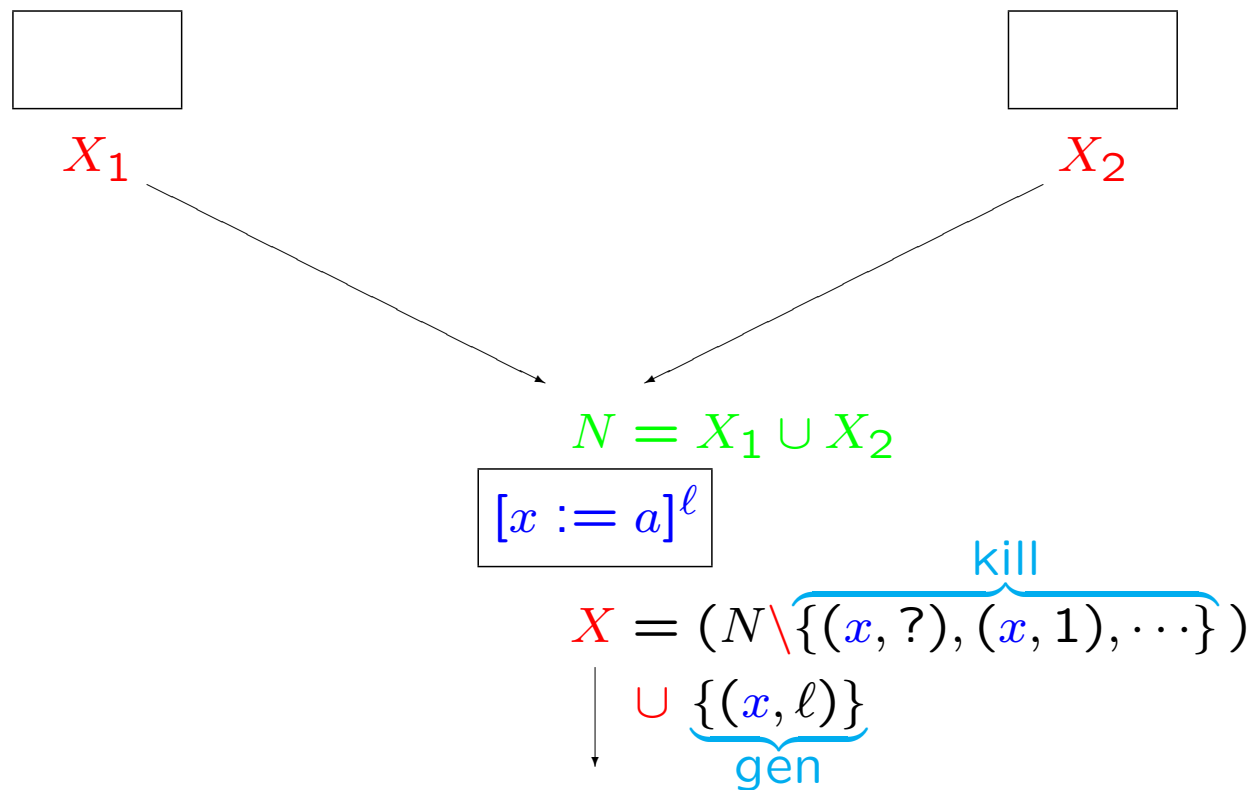 X₁
X₂
N = X₁ ∪ X₂
[x := a]^ℓ
kill
X = (N\{(x, ?), (x, 1), ⋯})
∪ {(x, ℓ)}
gen